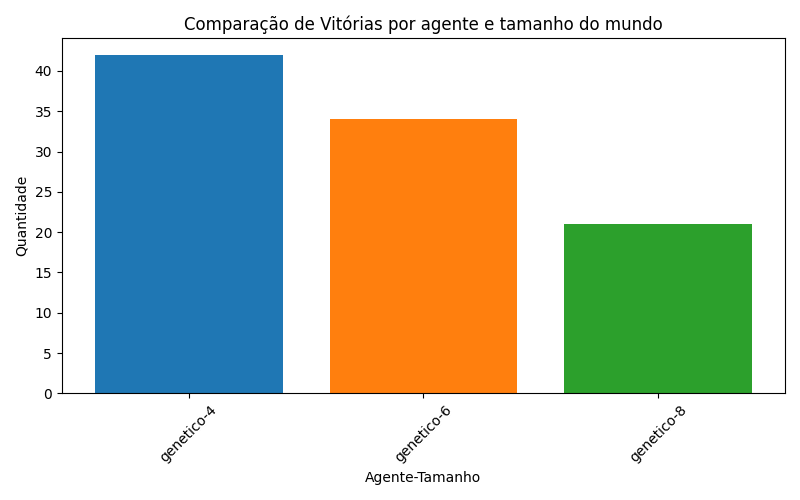 Comparação de Vitórias por agente e tamanho do mundo
Quantidade
40
35
30
25
20
15
10
5
0
genetico-4
genetico-6
genetico-8
Agente-Tamanho